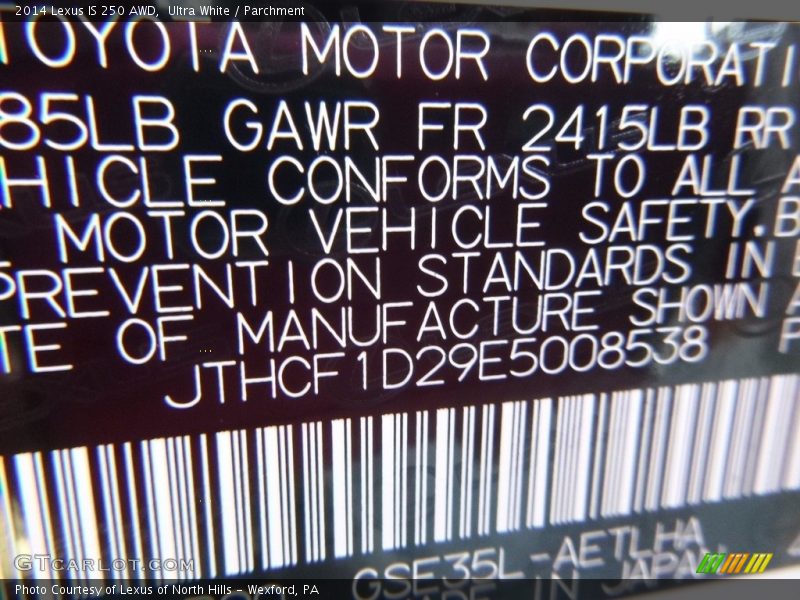 2014 Lexus IS 250 AWD, Ultra White / Parchment
TOYOTA MOTOR CORPORATI
85LB GAWR FR 2415LB RR
HICLE CONFORMS TO ALL A
MOTOR VEHICLE SAFETY.B
PREVENTION STANDARDS IN
TE OF MANUFACTURE SHOWN A
JTHCF1D29E5008538
GSE35L-AETLHA
IN JAPAN
GTCARLOT.COM
Photo Courtesy of Lexus of North Hills - Wexford, PA